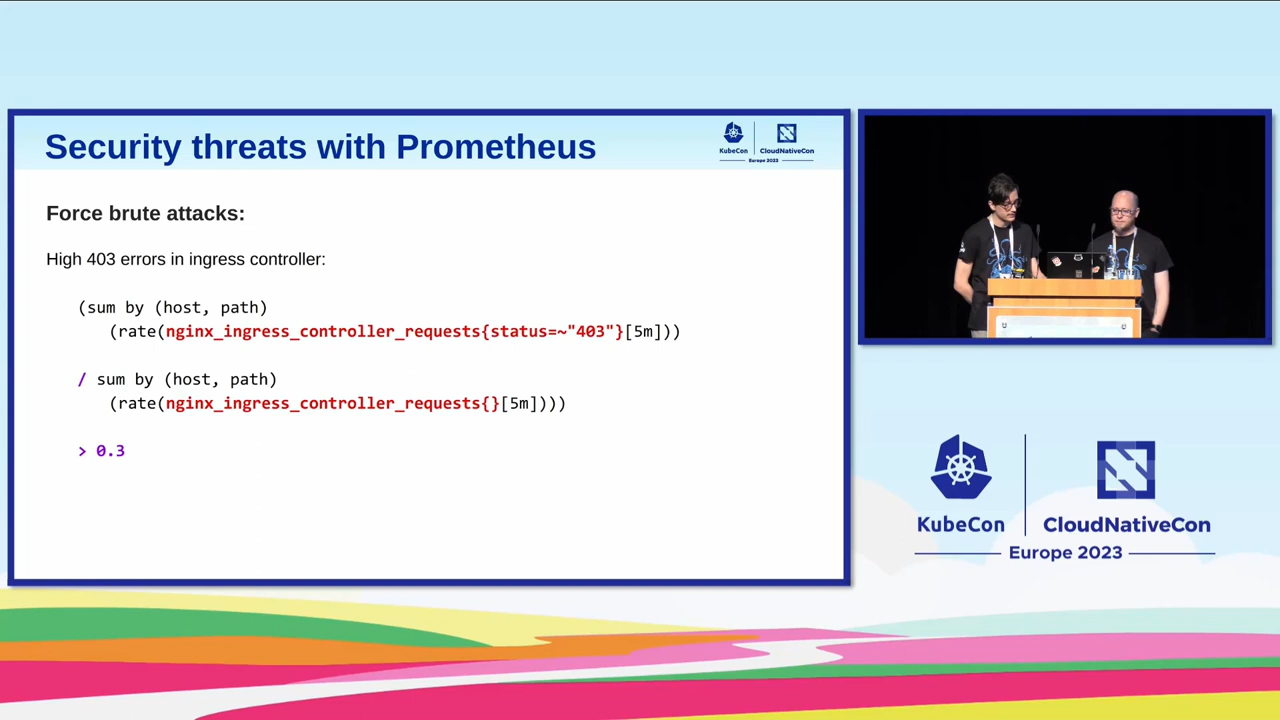 Security threats with Prometheus
KubeCon
CloudNativeCon
Europe 2023
Force brute attacks:
High 403 errors in ingress controller:
(sum by (host, path)
(rate(nginx_ingress_controller_requests{status=~"403"}[5m]))
/ sum by (host, path)
(rate(nginx_ingress_controller_requests{}[5m])))
> 0.3
KubeCon
CloudNativeCon
Europe 2023